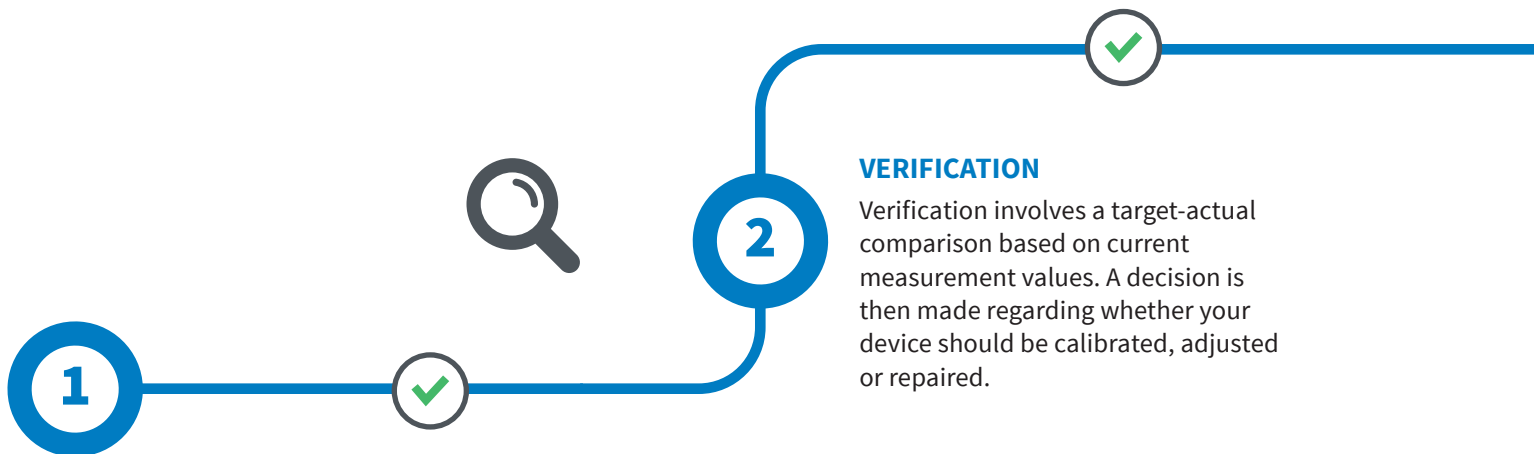 VERIFICATION
2
Verification involves a target-actual
comparison based on current
measurement values. A decision is
then made regarding whether your
device should be calibrated, adjusted
or repaired.
1